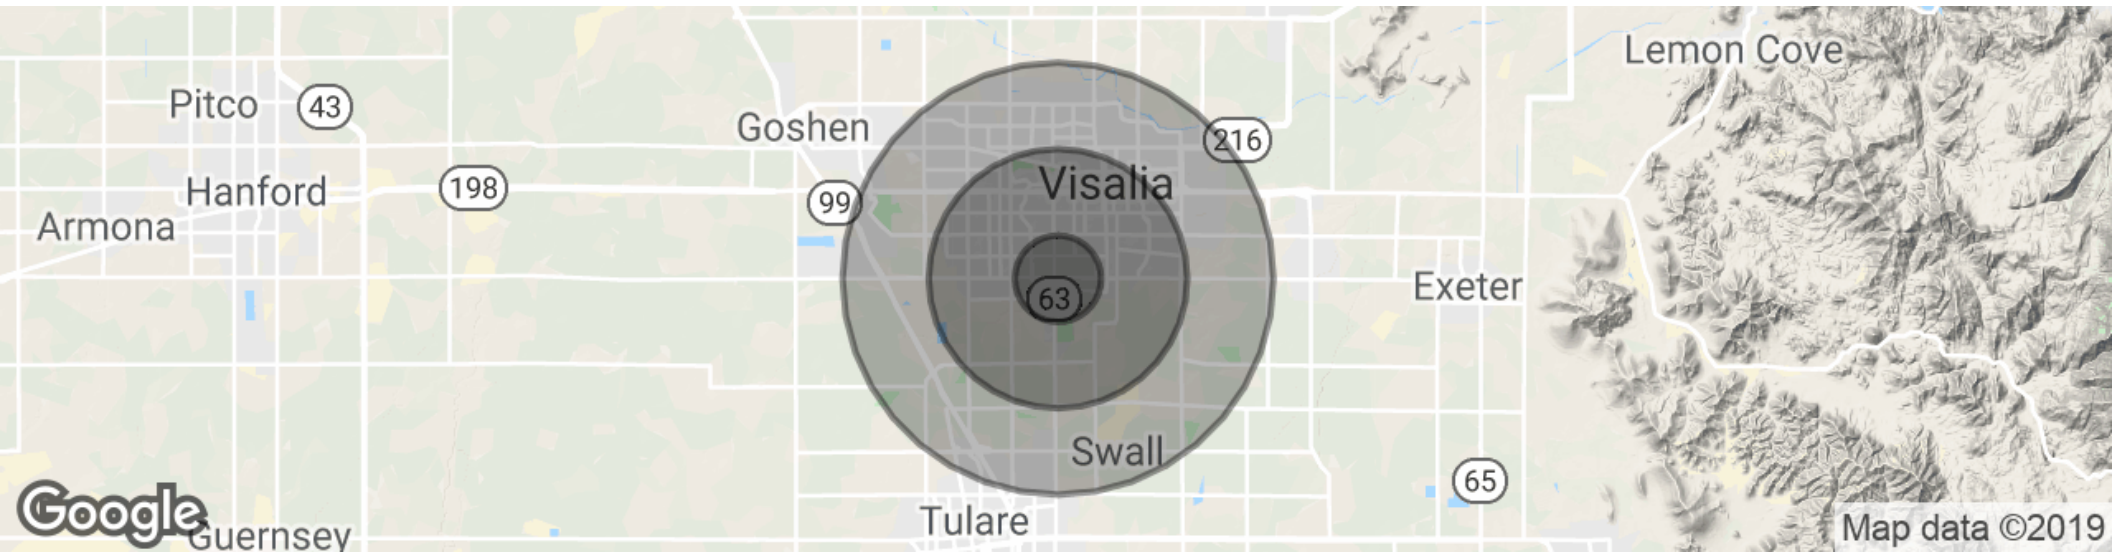 Lemon Cove
Pitco
43
Goshen
216
Visalia
198
Hanford
99
Armona
63
Exeter
Swall
65
Google
Tulare
Guernsey
Map data ©2019